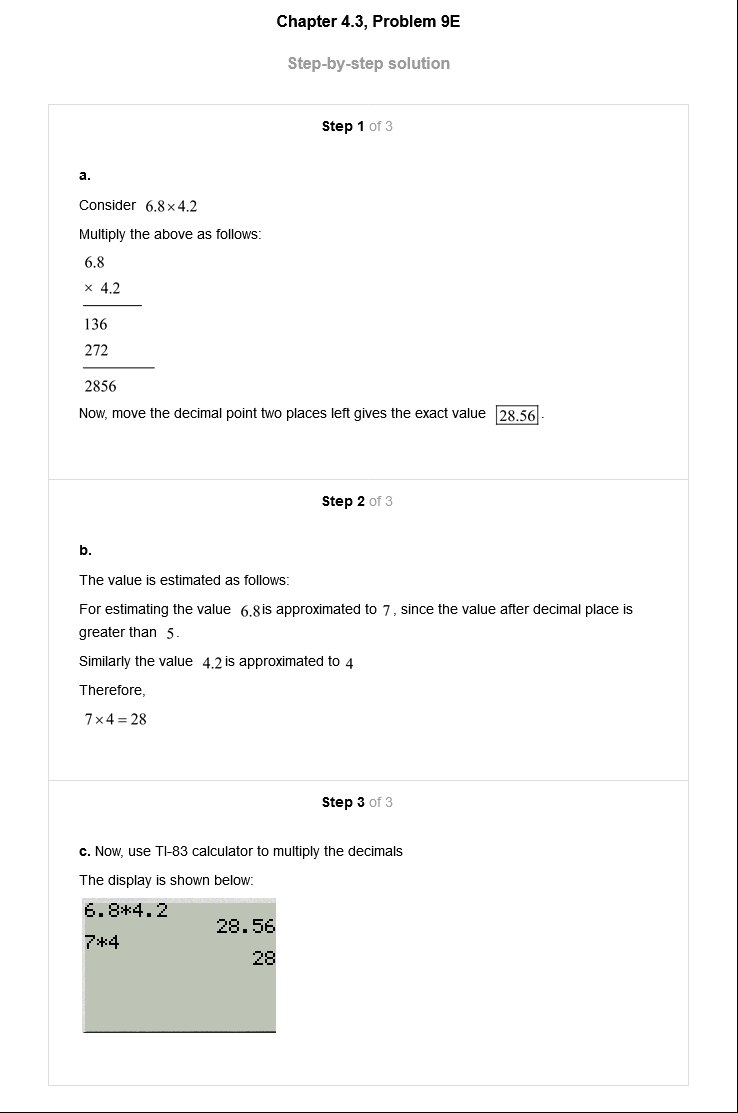 Chapter 4.3, Problem 9E
Step-by-step solution
Step 1 of 3
a.
Consider 6.8×4.2
Multiply the above as follows:
6.8
× 4.2
136
272
2856
Now, move the decimal point two places left gives the exact value 28.56.
Step 2 of 3
b.
The value is estimated as follows:
For estimating the value 6.8 is approximated to 7, since the value after decimal place is
greater than 5.
Similarly the value 4.2 is approximated to 4
Therefore,
7×4=28
Step 3 of 3
c. Now, use TI-83 calculator to multiply the decimals
The display is shown below:
6.8*4.2
28.56
7*4
28